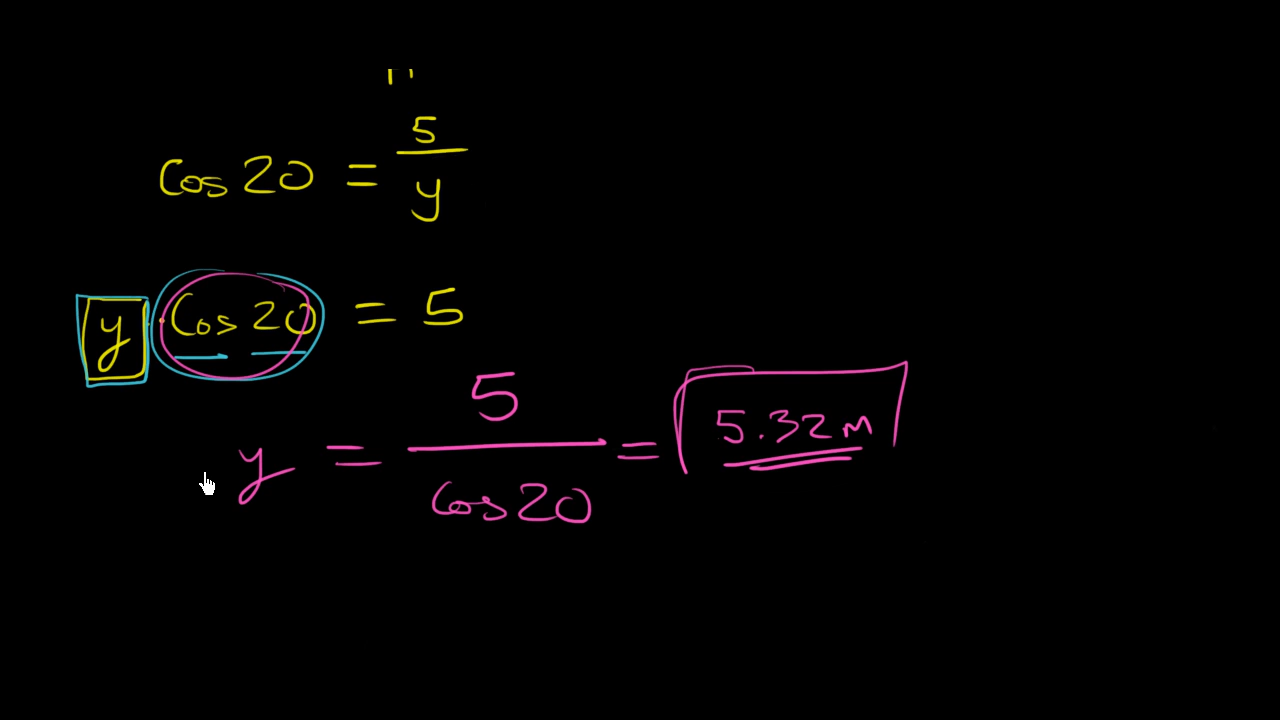 cos 20 = 5/y
y cos 20 = 5
y = 5/cos 20 = 5.32 m